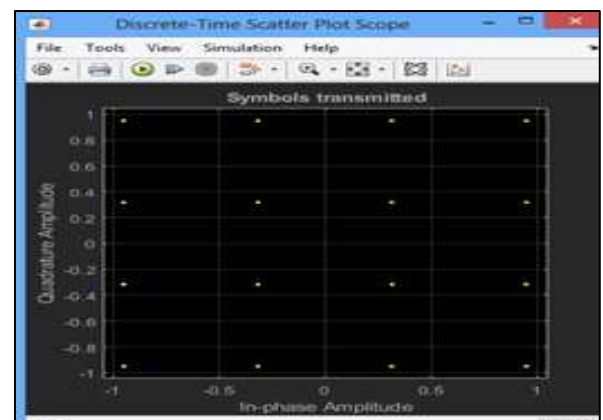 Discrete-Time Scatter Plot Scope
File Tools View Simulation Help
Symbols transmitted
Quadrature Amplitude
1
0.8
0.6
0.4
0.2
0
-0.2
-0.4
-0.6
-0.8
-1
-1 -0.5 0 0.5 1
In-phase Amplitude